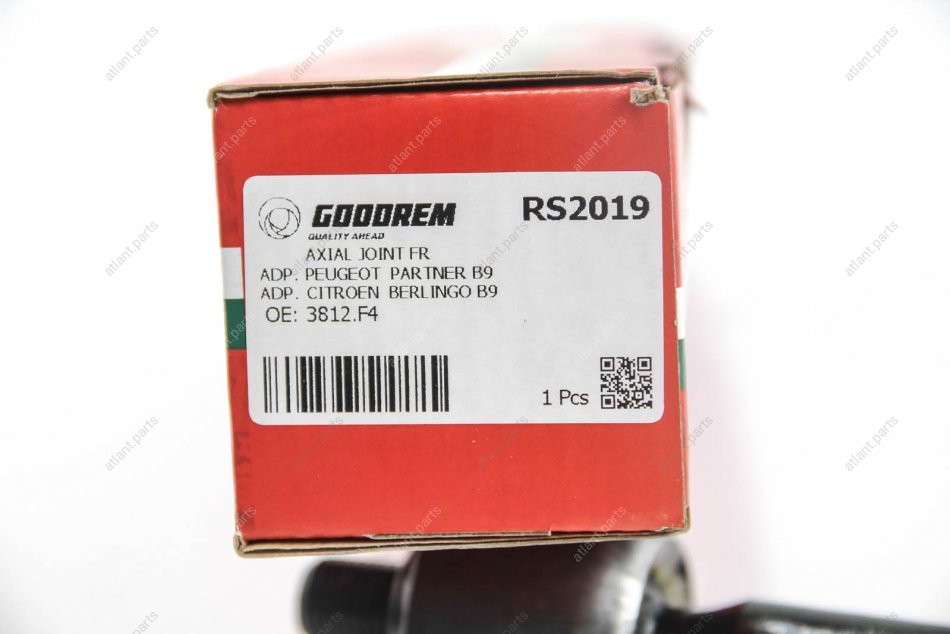 GOODREM
QUALITY AHEAD
RS2019
AXIAL JOINT FR
ADP. PEUGEOT PARTNER B9
ADP. CITROEN BERLINGO B9
OE: 3812.F4
1 Pcs
atlant.parts